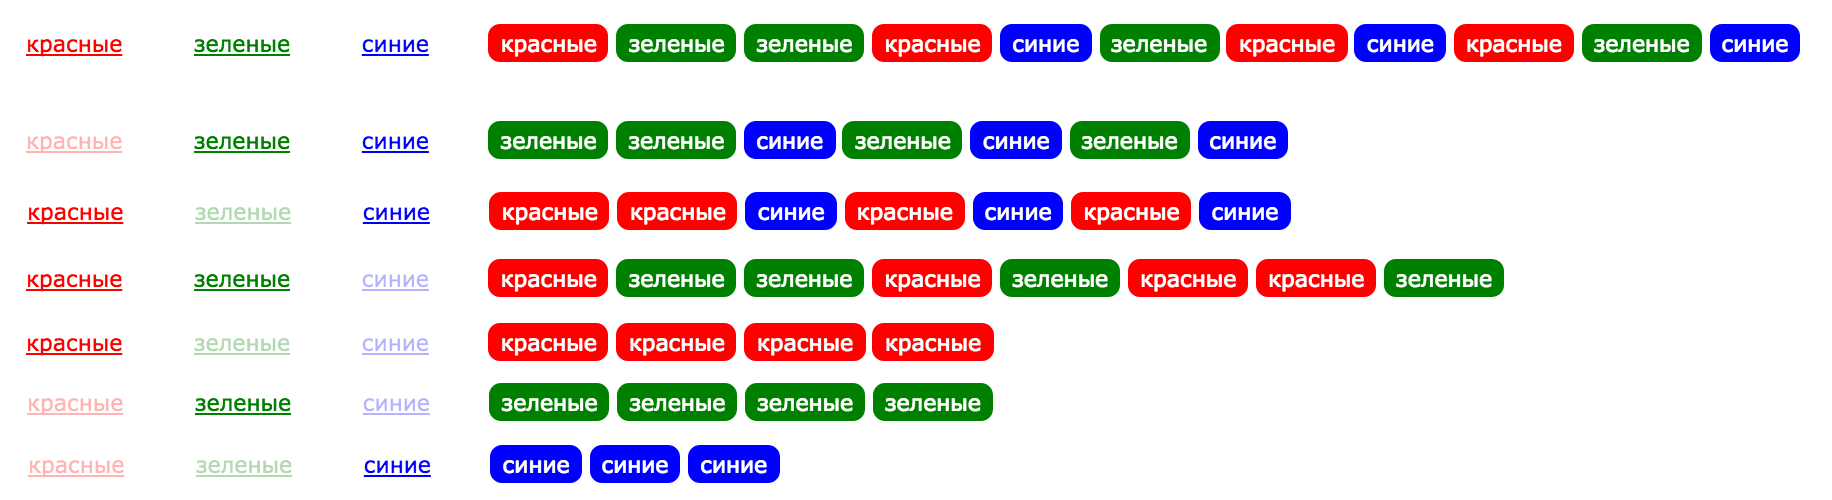 красные зеленые синие красные зеленые зеленые красные синие зеленые красные синие красные зеленые синие
красные зеленые синие зеленые зеленые синие зеленые синие зеленые синие
красные зеленые синие красные красные синие красные синие красные синие
красные зеленые синие красные зеленые зеленые красные зеленые красные красные зеленые
красные зеленые синие красные красные красные красные
красные зеленые синие зеленые зеленые зеленые зеленые
красные зеленые синие синие синие синие